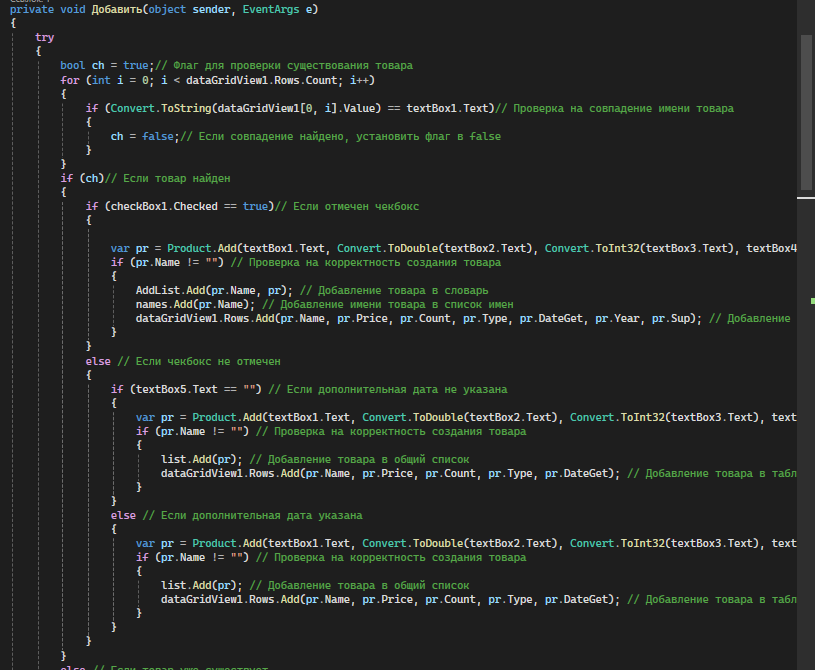 private void Добавить(object sender, EventArgs e)
{
try
{
bool ch = true;// Флаг для проверки существования товара
for (int i = 0; i < dataGridView1.Rows.Count; i++)
{
if (Convert.ToString(dataGridView1[0, i].Value) == textBox1.Text)// Проверка на совпадение имени товара
{
ch = false;// Если совпадение найдено, установить флаг в false
}
}
if (ch)// Если товар найден
{
if (checkBox1.Checked == true)// Если отмечен чекбокс
{
var pr = Product.Add(textBox1.Text, Convert.ToDouble(textBox2.Text), Convert.ToInt32(textBox3.Text), textBox4
if (pr.Name != "") // Проверка на корректность создания товара
{
AddList.Add(pr.Name, pr); // Добавление товара в словарь
names.Add(pr.Name); // Добавление имени товара в список имен
dataGridView1.Rows.Add(pr.Name, pr.Price, pr.Count, pr.Type, pr.DateGet, pr.Year, pr.Sup); // Добавление
}
}
else // Если чекбокс не отмечен
{
if (textBox5.Text == "") // Если дополнительная дата не указана
{
var pr = Product.Add(textBox1.Text, Convert.ToDouble(textBox2.Text), Convert.ToInt32(textBox3.Text), text
if (pr.Name != "") // Проверка на корректность создания товара
{
list.Add(pr); // Добавление товара в общий список
dataGridView1.Rows.Add(pr.Name, pr.Price, pr.Count, pr.Type, pr.DateGet); // Добавление товара в табл
}
}
else // Если дополнительная дата указана
{
var pr = Product.Add(textBox1.Text, Convert.ToDouble(textBox2.Text), Convert.ToInt32(textBox3.Text), text
if (pr.Name != "") // Проверка на корректность создания товара
{
list.Add(pr); // Добавление товара в общий список
dataGridView1.Rows.Add(pr.Name, pr.Price, pr.Count, pr.Type, pr.DateGet); // Добавление товара в табл
}
}
}
}
else // Если товар уже существует